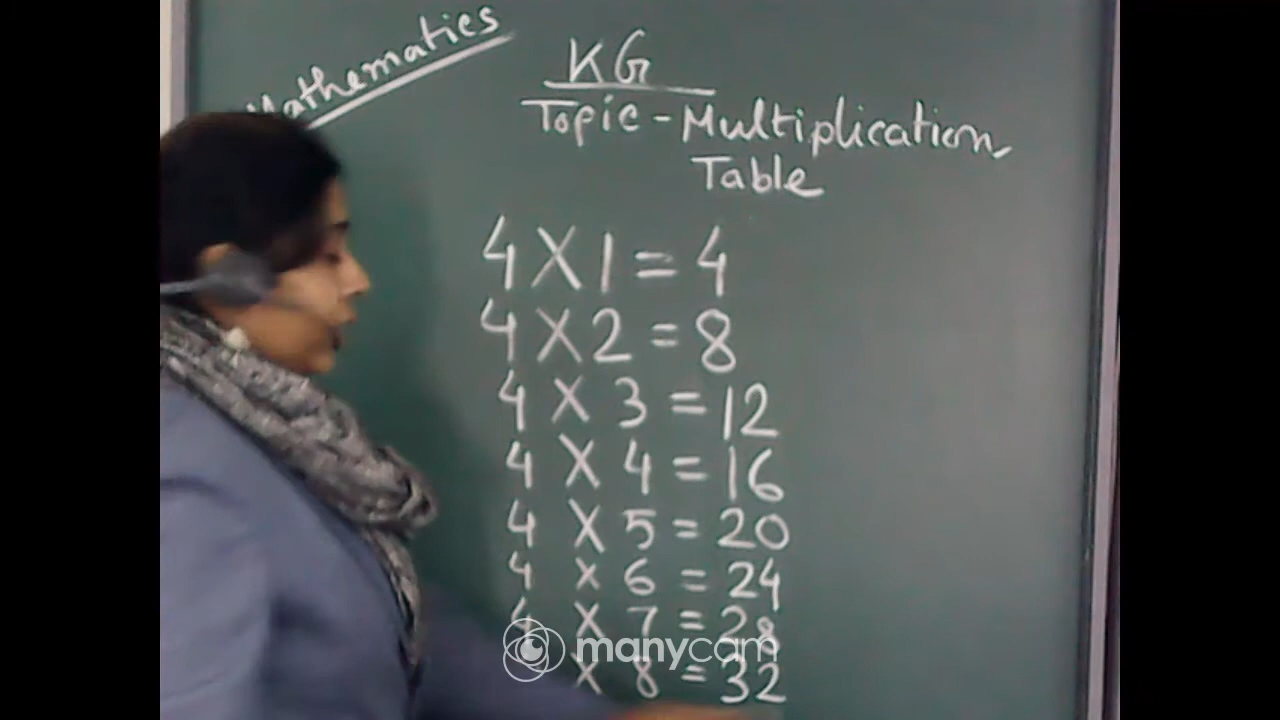 Mathematics
KG
Topic - Multiplication
Table
4 X 1 = 4
4 X 2 = 8
4 X 3 = 12
4 X 4 = 16
4 X 5 = 20
4 X 6 = 24
4 X 7 = 28
manycam
X 8 = 32